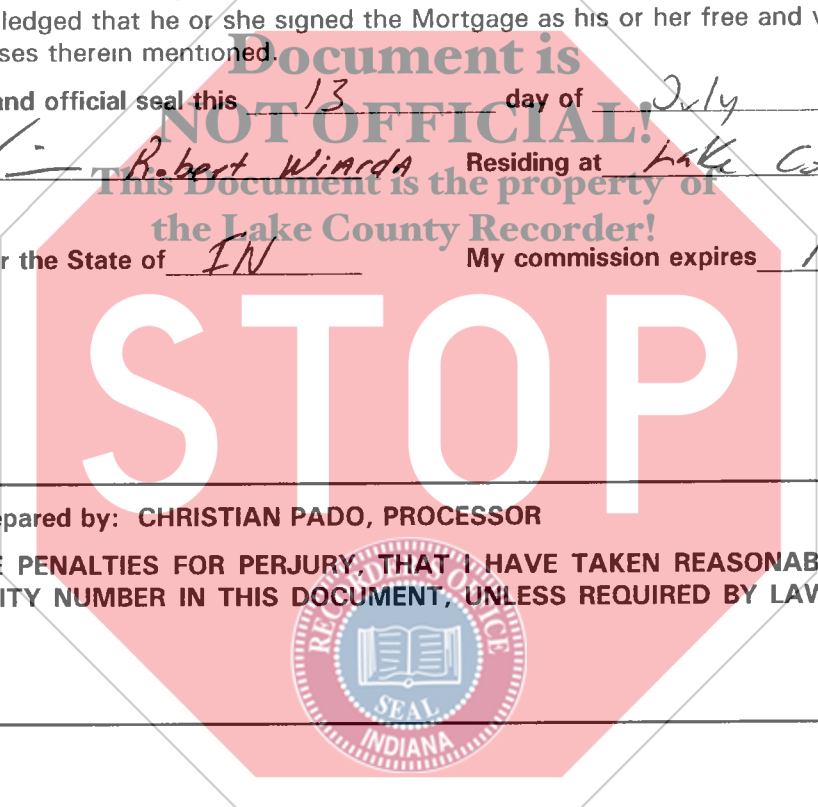 ledged that he or she signed the Mortgage as his or her free and v
ses therein mentioned.
Document is
and official seal this 13 day of July
NOT OFFICIAL!
Robert Wiarda Residing at Lake Co
This Document is the property of
the Lake County Recorder!
r the State of IN My commission expires
STOP
epared by: CHRISTIAN PADO, PROCESSOR
E PENALTIES FOR PERJURY, THAT I HAVE TAKEN REASONAB
ITY NUMBER IN THIS DOCUMENT, UNLESS REQUIRED BY LAW
RECORDER'S OFFICE
SEAL
INDIANA